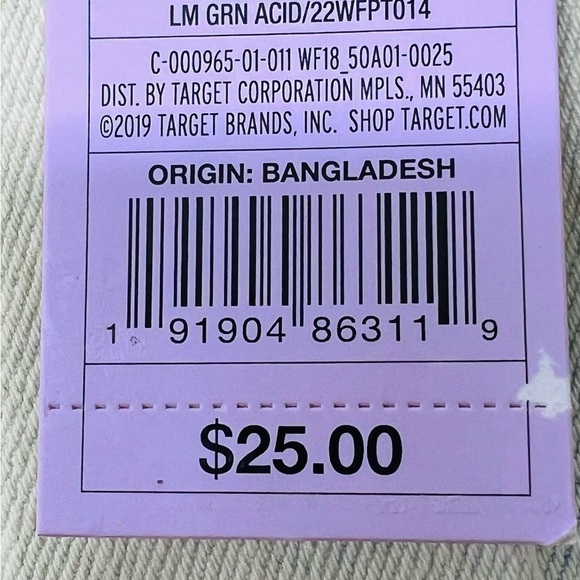 LM GRN ACID/22WFPT014
C-000965-01-011 WF18_50A01-0025
DIST. BY TARGET CORPORATION MPLS., MN 55403
©2019 TARGET BRANDS, INC. SHOP TARGET.COM
ORIGIN: BANGLADESH
1 91904 86311 9
$25.00